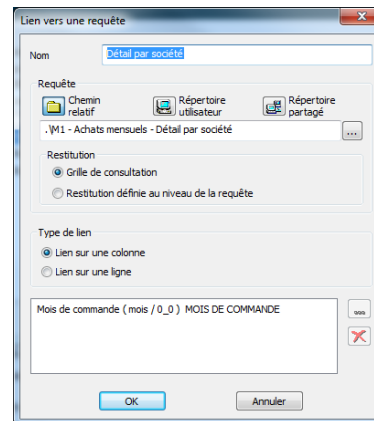 Lien vers une requête
Nom
Détail par société
Requête
Chemin relatif
Répertoire utilisateur
Répertoire partagé
.\M1 - Achats mensuels - Détail par société
...
Restitution
Grille de consultation
Restitution définie au niveau de la requête
Type de lien
Lien sur une colonne
Lien sur une ligne
Mois de commande ( mois / 0_0 ) MOIS DE COMMANDE
OK
Annuler